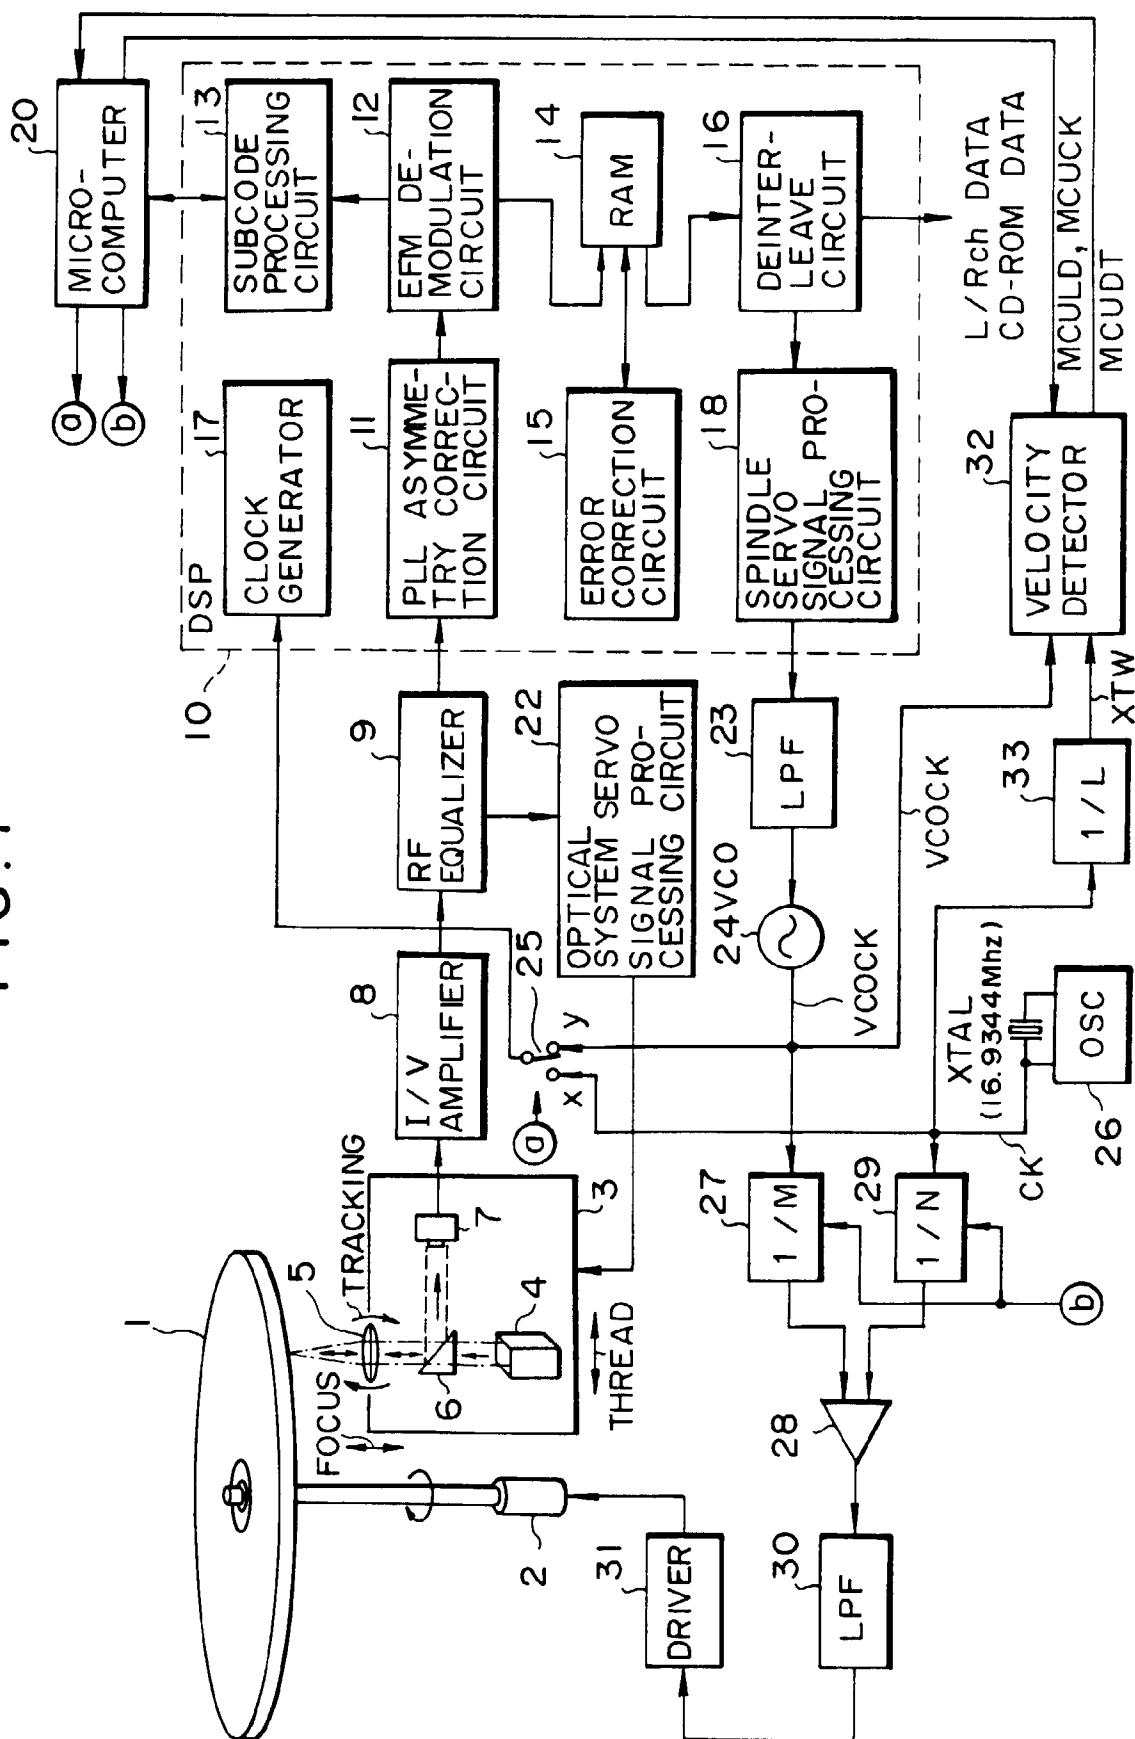 FIG. 1
1
FOCUS
TRACKING
5
7
6
4
3
THREAD
2
8
I/V
AMPLIFIER
9
RF
EQUALIZER
10
DSP
17
CLOCK
GENERATOR
11
PLL ASYMME-
TRY CORREC-
TION CIRCUIT
12
EFM DE-
MODULATION
CIRCUIT
13
SUBCODE
PROCESSING
CIRCUIT
20
MICRO-
COMPUTER
a
b
14
RAM
15
ERROR
CORRECTION
CIRCUIT
16
DEINTER-
LEAVE
CIRCUIT
18
SPINDLE
SERVO
SIGNAL PRO-
CESSING
CIRCUIT
22
OPTICAL
SYSTEM SERVO
SIGNAL PRO-
CESSING CIRCUIT
23
LPF
24VCO
25
x
y
a
VCOCK
VCOCK
L/Rch DATA
CD-ROM DATA
MCULD, MCUCK
MCUDT
32
VELOCITY
DETECTOR
XTW
33
1/L
XTAL
(16.9344Mhz)
OSC
26
CK
27
1/M
29
1/N
b
28
30
LPF
31
DRIVER